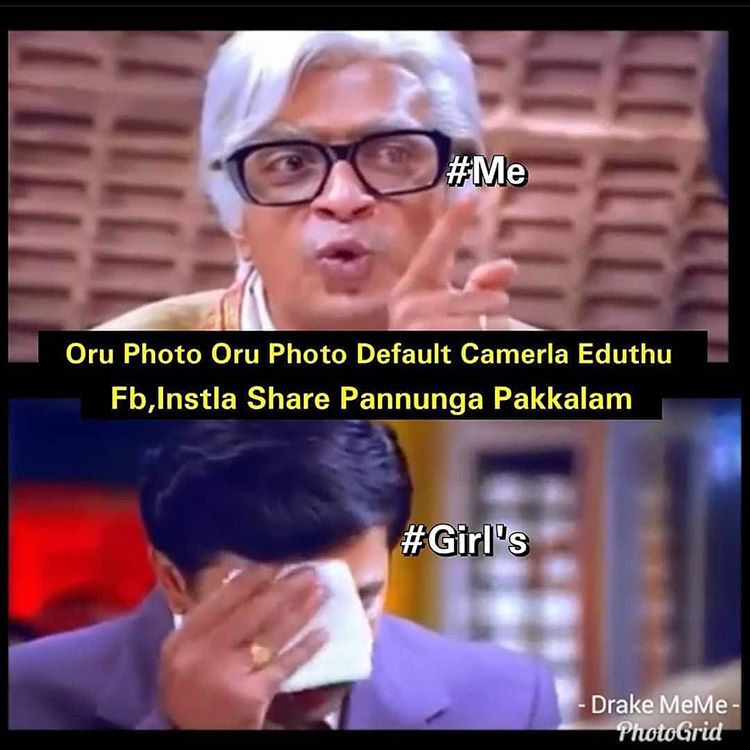 #Me
Oru Photo Oru Photo Default Camerla Eduthu
Fb,Instla Share Pannunga Pakkalam
#Girl's
- Drake MeMe -
PhotoGrid